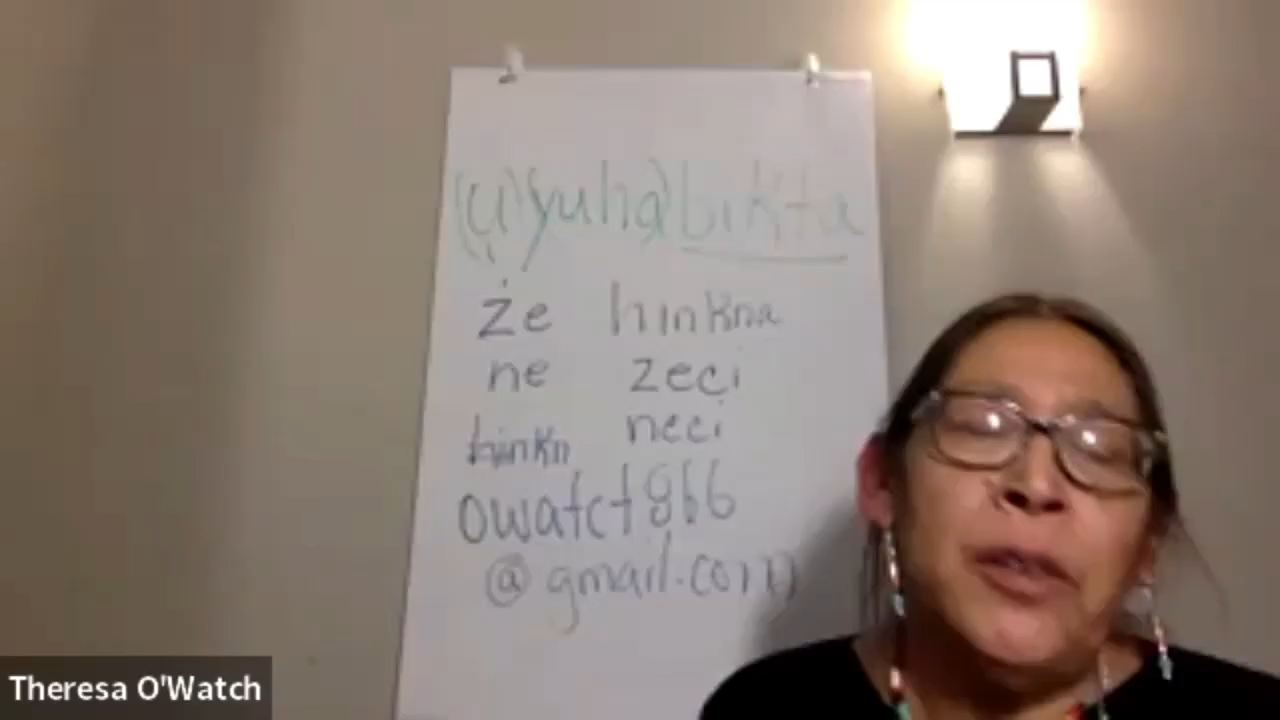 (ų)(yuha)bikta
że hinkna
ne zeci
hinkn neci
owatct966
@gmail.com
Theresa O'Watch